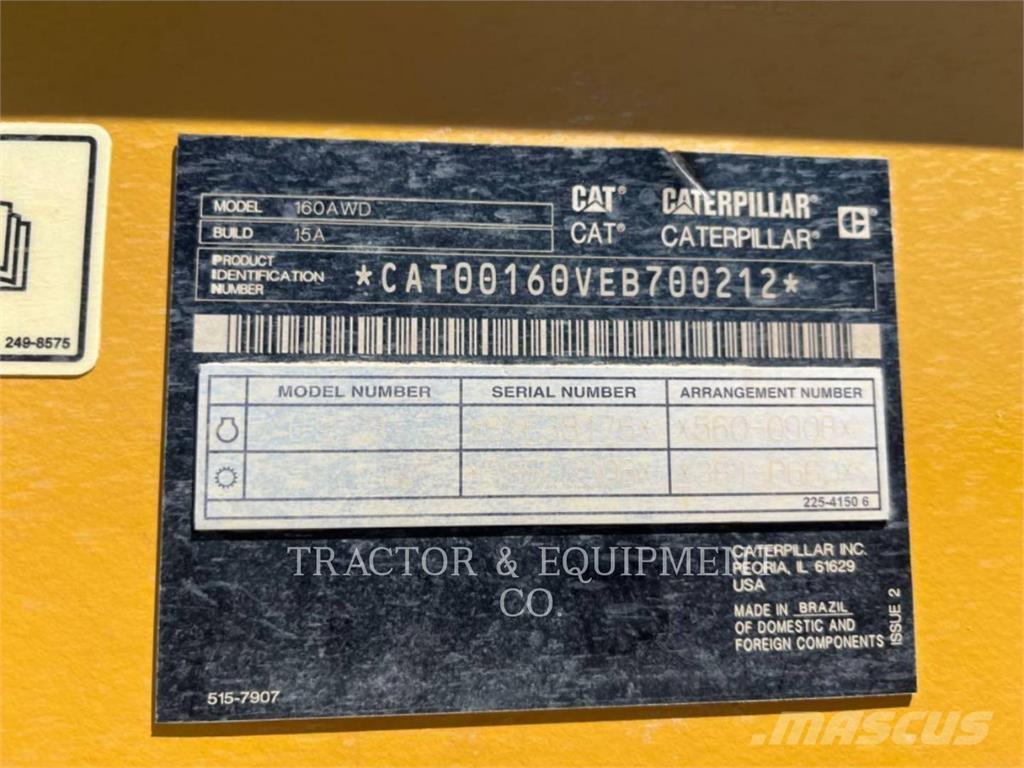 CAT® CATERPILLAR®
MODEL 160AWD
BUILD 15A
CAT® CATERPILLAR®
PRODUCT
IDENTIFICATION
NUMBER
*CAT00160VEB700212*
249-8575
MODEL NUMBER SERIAL NUMBER ARRANGEMENT NUMBER
225-4150 6
TRACTOR & EQUIPMENT
CO.
CATERPILLAR INC.
PEORIA, IL 61629
USA
MADE IN BRAZIL
OF DOMESTIC AND
FOREIGN COMPONENTS
ISSUE 2
515-7907
MASCUS